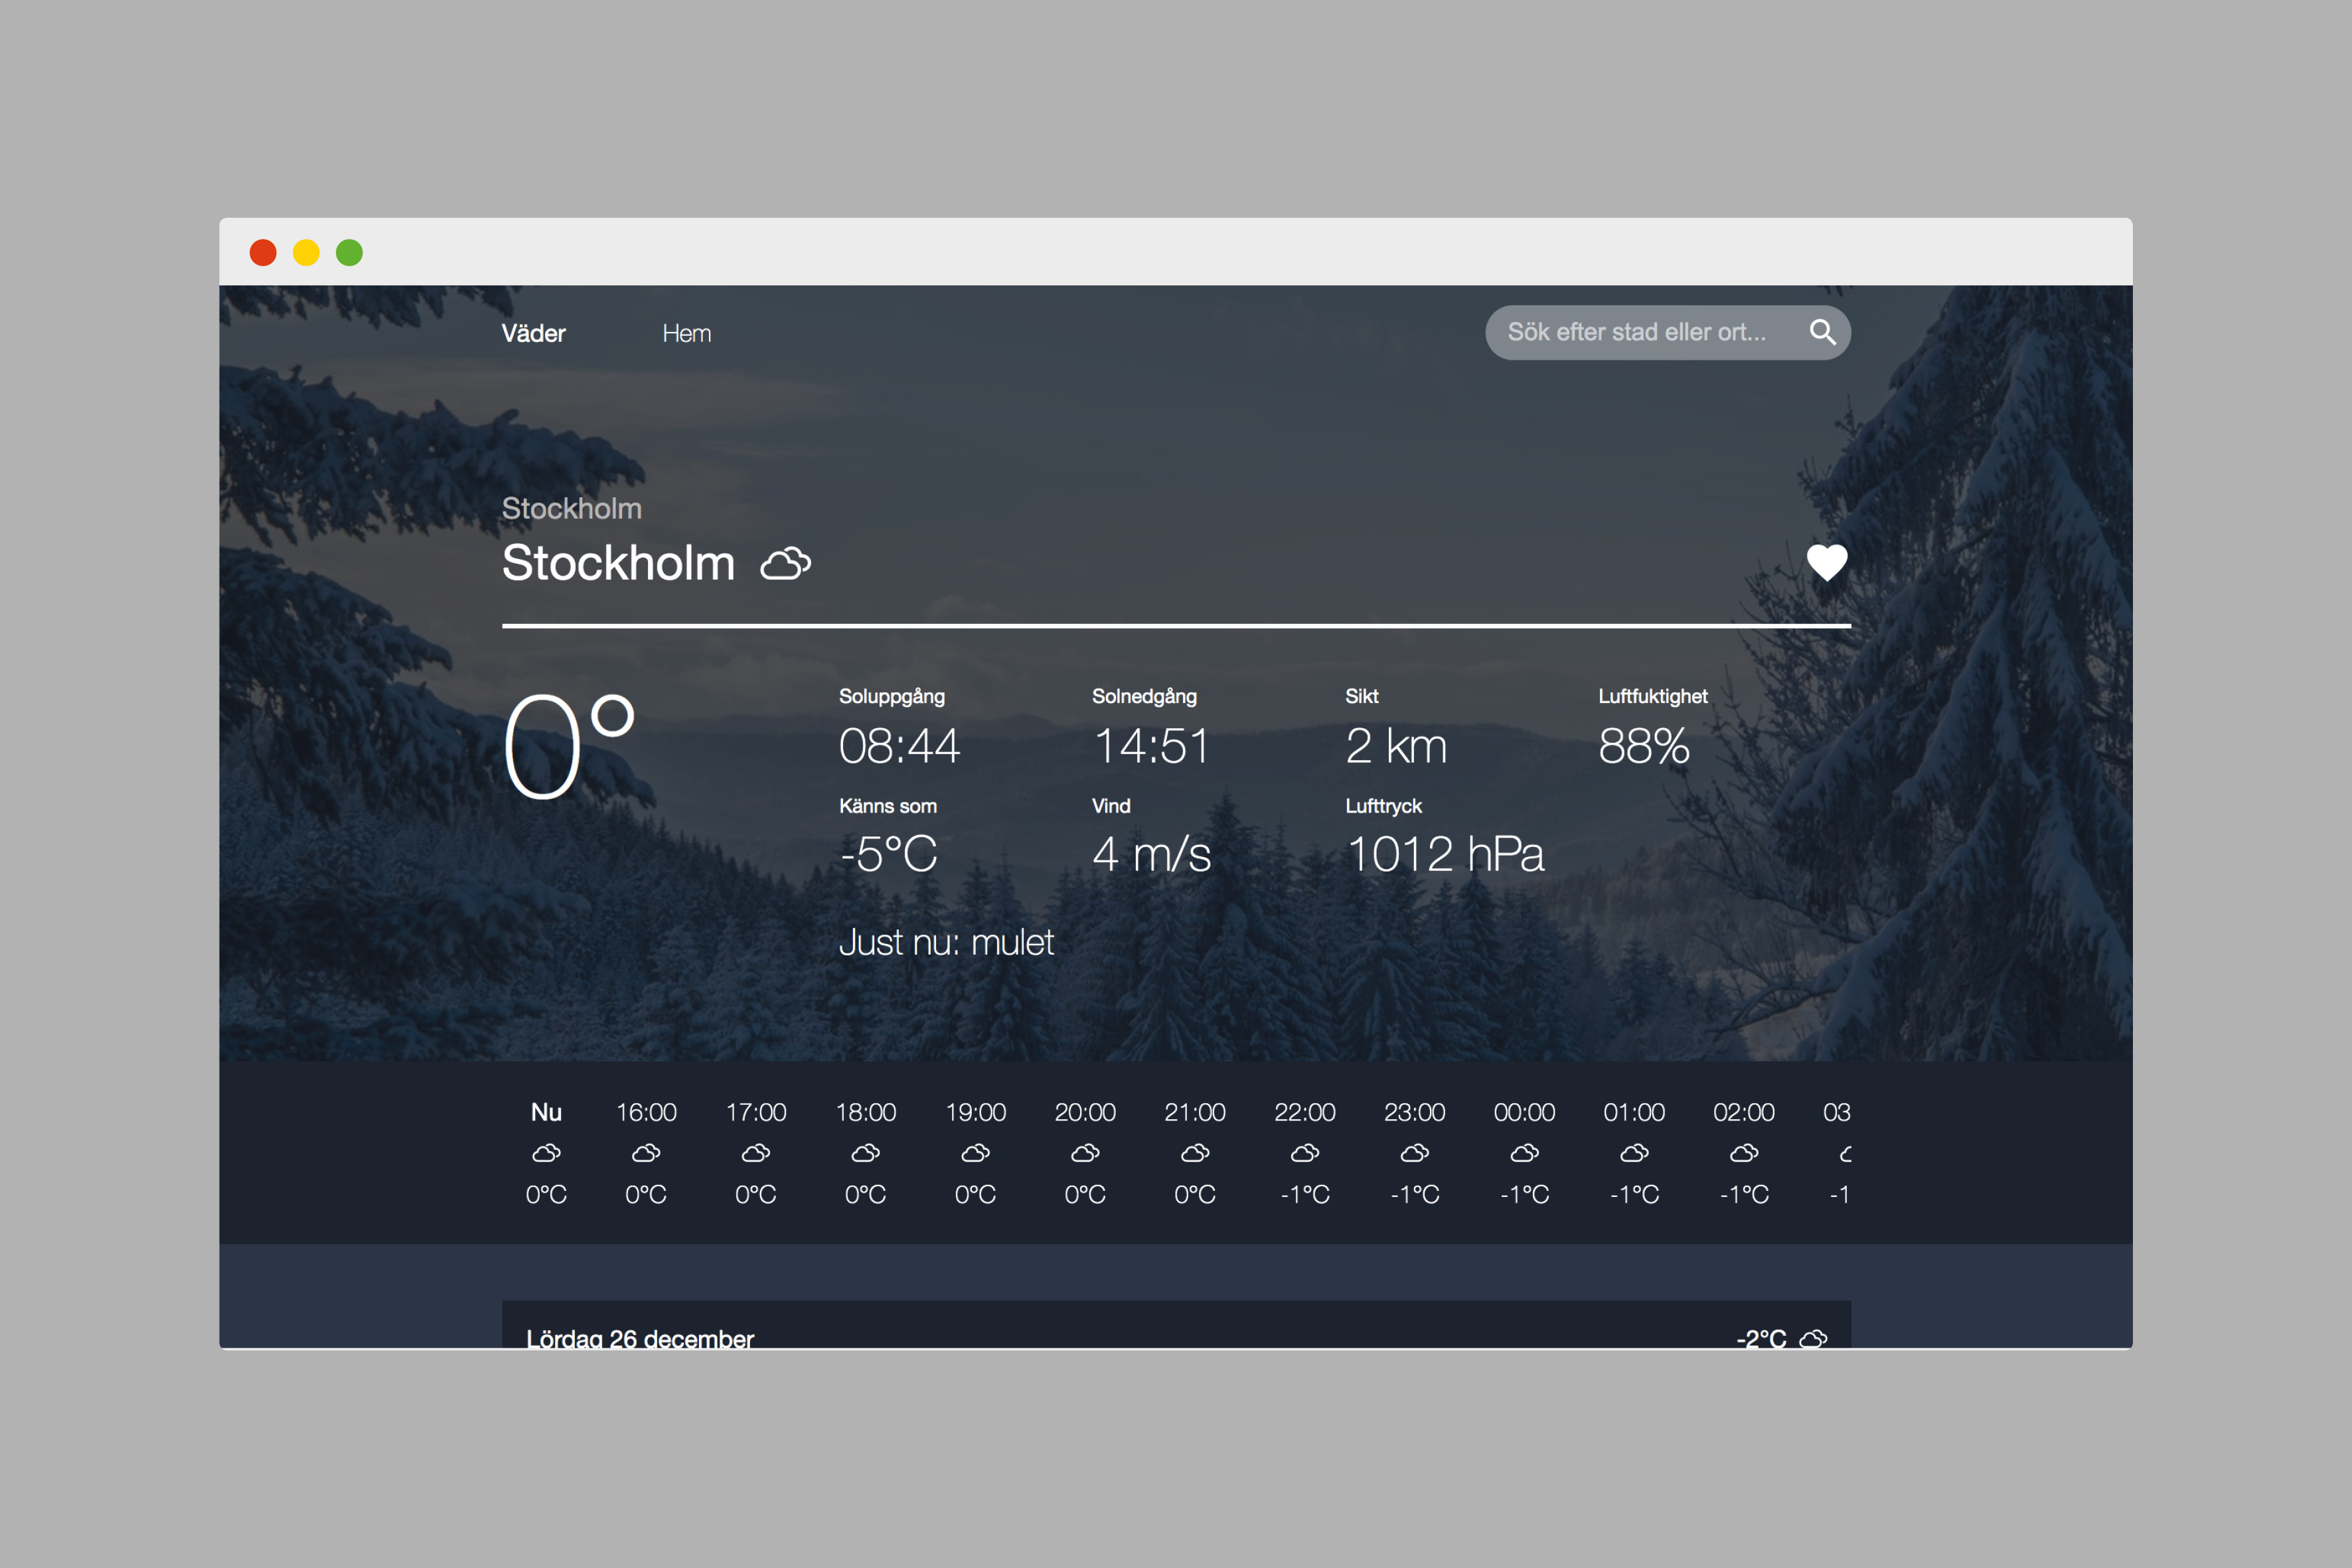 Väder Hem Sök efter stad eller ort...
Stockholm
Stockholm
0°
Soluppgång Solnedgång Sikt Luftfuktighet
08:44 14:51 2 km 88%
Känns som Vind Lufttryck
-5°C 4 m/s 1012 hPa
Just nu: mulet
Nu 16:00 17:00 18:00 19:00 20:00 21:00 22:00 23:00 00:00 01:00 02:00 03
0°C 0°C 0°C 0°C 0°C 0°C 0°C -1°C -1°C -1°C -1°C -1°C -1
Lördag 26 december -2°C